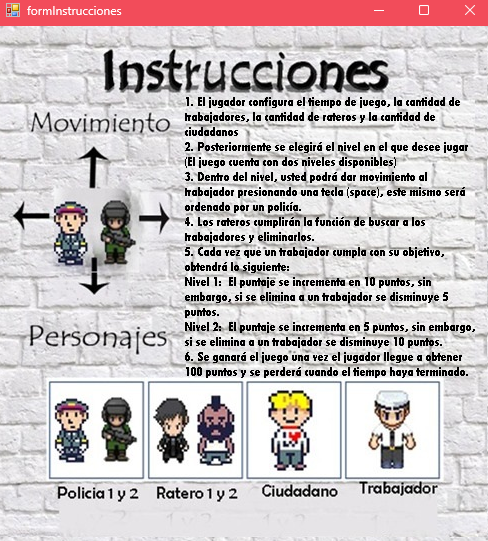 formInstrucciones
Instrucciones
Movimiento
1. El jugador configura el tiempo de juego, la cantidad de
trabajadores, la cantidad de rateros y la cantidad de
ciudadanos
2. Posteriormente se elegirá el nivel en el que desee jugar
(El juego cuenta con dos niveles disponibles)
3. Dentro del nivel, usted podrá dar movimiento al
trabajador presionando una tecla (space), este mismo será
ordenado por un policía.
4. Los rateros cumplirán la función de buscar a los
trabajadores y eliminarlos.
5. Cada vez que un trabajador cumpla con su objetivo,
obtendrá lo siguiente:
Nivel 1: El puntaje se incrementa en 10 puntos, sin
embargo, si se elimina a un trabajador se disminuye 5
puntos.
Nivel 2: El puntaje se incrementa en 5 puntos, sin embargo,
si se elimina a un trabajador se disminuye 10 puntos.
6. Se ganará el juego una vez el jugador llegue a obtener
100 puntos y se perderá cuando el tiempo haya terminado.
Personajes
Policia 1 y 2
Ratero 1 y 2
Ciudadano
Trabajador